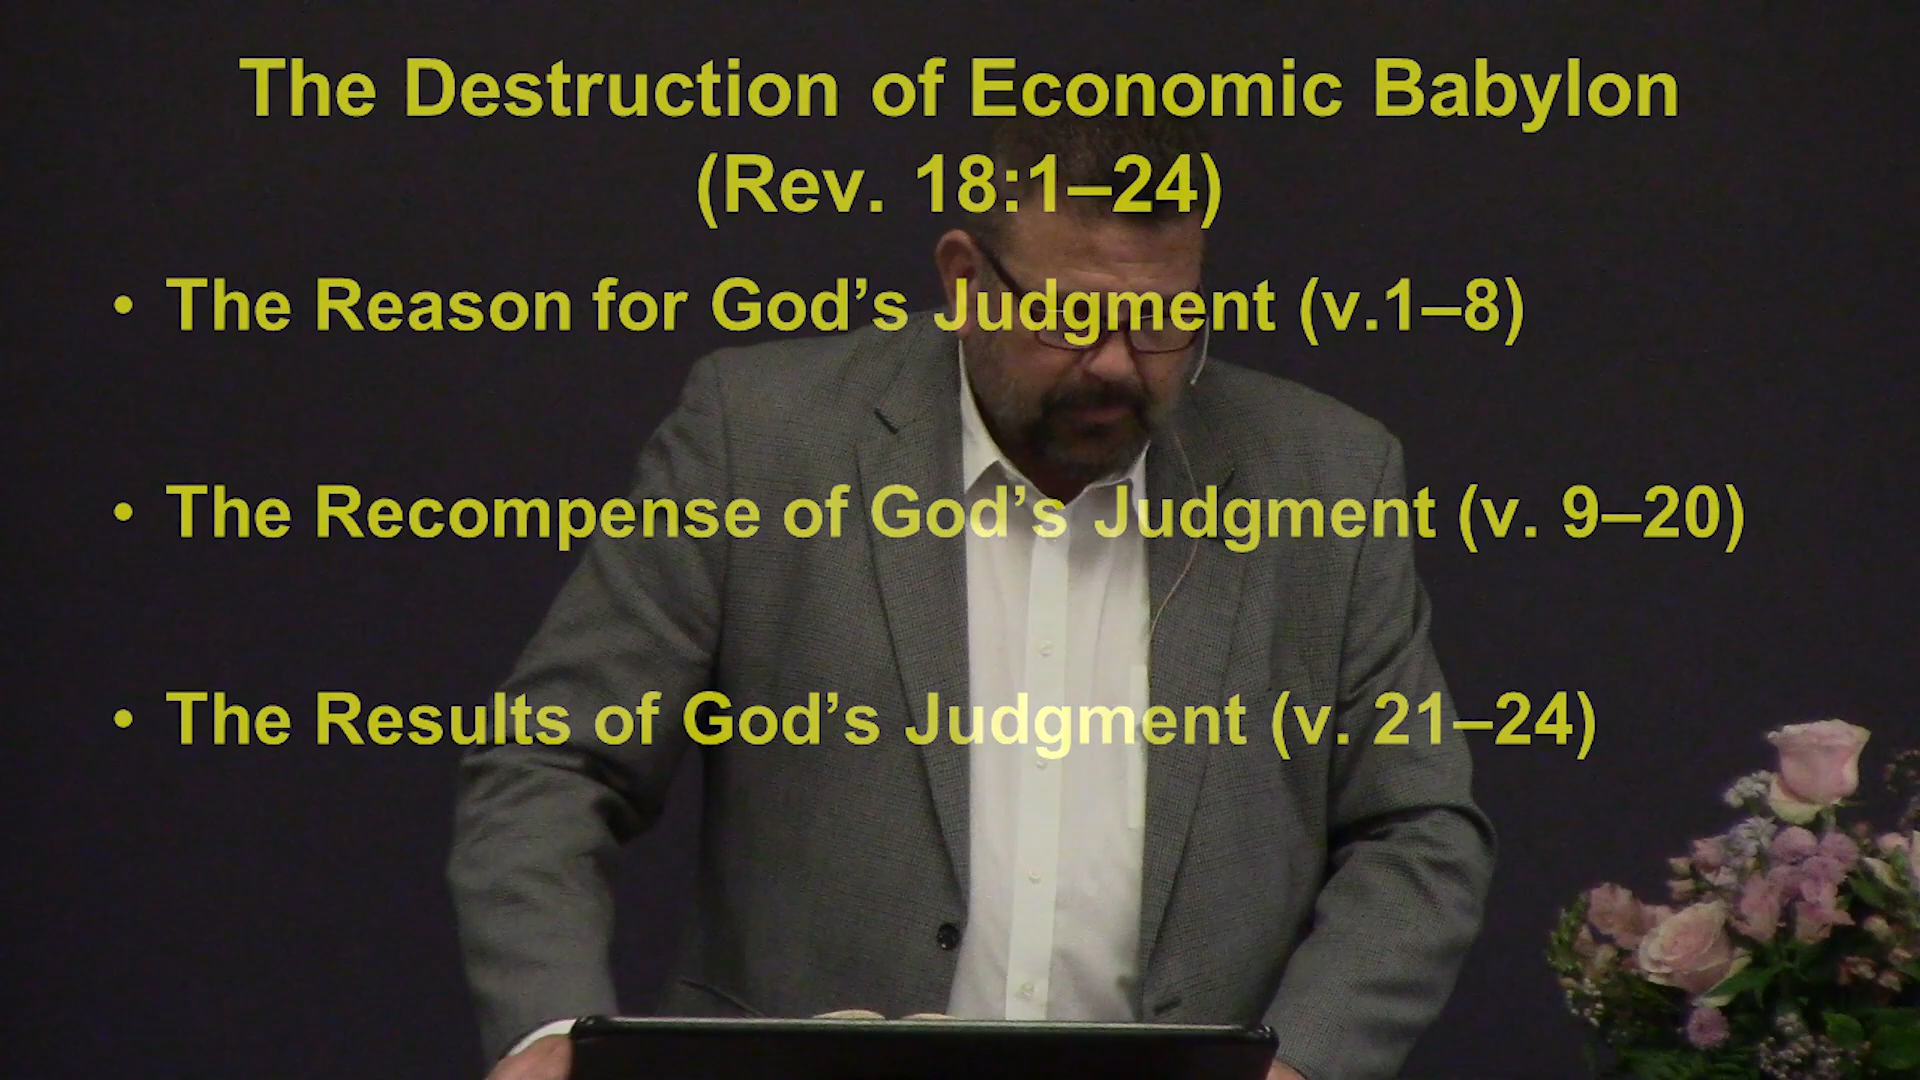 The Destruction of Economic Babylon
(Rev. 18:1–24)
• The Reason for God’s Judgment (v.1–8)
• The Recompense of God’s Judgment (v. 9–20)
• The Results of God’s Judgment (v. 21–24)